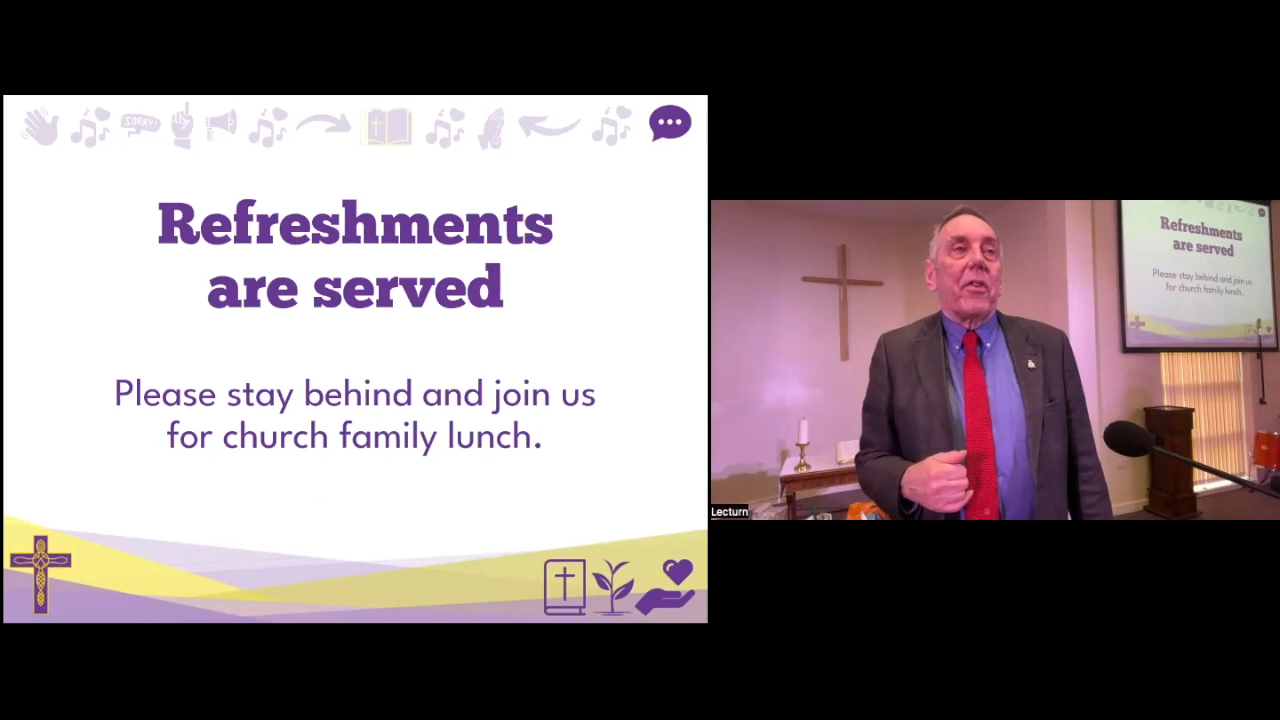 SORRY!
Refreshments
are served
Please stay behind and join us
for church family lunch.
Refreshments
are served
Please stay behind and join us
for church family lunch.
Lecturn